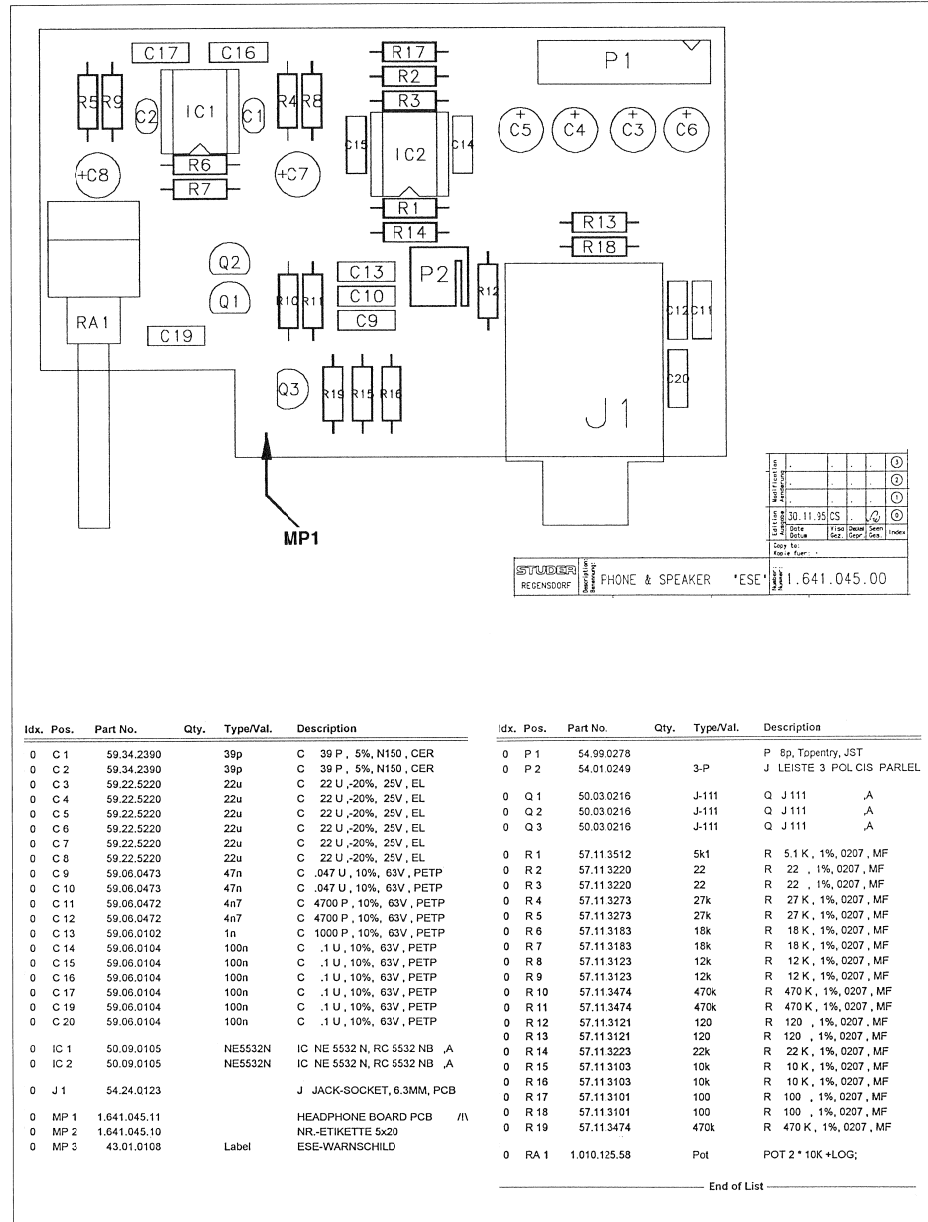 C17 C16 R17 P1
R2
R5 R9 C2 IC1 C1 R4 R8 R3
C15 IC2 C14 C5 C4 C3 C6
+ + + +
R6
+C8 R7 +C7
R1 R13
R14 R18
Q2 C13 P2 R12
Q1 R10 R11 C10
RA1 C19 C9 C12 C11
Q3 R19 R15 R16 C20
J1
MP1
Modification
Aenderung
3
2
1
Edition
Ausgabe
30.11.95 CS 0
Date Visa Seen Index
Datum Gez. Gepr. Ges.
Copy to:
Kopie fuer:
STUDER
REGENSDORF
Description:
Benennung:
PHONE & SPEAKER "ESE"
Number:
Nummer:
1.641.045.00
Idx. Pos. Part No. Qty. Type/Val. Description
0 C 1 59.34.2390 39p C 39 P , 5%, N150 , CER
0 C 2 59.34.2390 39p C 39 P , 5%, N150 , CER
0 C 3 59.22.5220 22u C 22 U ,-20%, 25V , EL
0 C 4 59.22.5220 22u C 22 U ,-20%, 25V , EL
0 C 5 59.22.5220 22u C 22 U ,-20%, 25V , EL
0 C 6 59.22.5220 22u C 22 U ,-20%, 25V , EL
0 C 7 59.22.5220 22u C 22 U ,-20%, 25V , EL
0 C 8 59.22.5220 22u C 22 U ,-20%, 25V , EL
0 C 9 59.06.0473 47n C .047 U , 10%, 63V , PETP
0 C 10 59.06.0473 47n C .047 U , 10%, 63V , PETP
0 C 11 59.06.0472 4n7 C 4700 P , 10%, 63V , PETP
0 C 12 59.06.0472 4n7 C 4700 P , 10%, 63V , PETP
0 C 13 59.06.0102 1n C 1000 P , 10%, 63V , PETP
0 C 14 59.06.0104 100n C .1 U , 10%, 63V , PETP
0 C 15 59.06.0104 100n C .1 U , 10%, 63V , PETP
0 C 16 59.06.0104 100n C .1 U , 10%, 63V , PETP
0 C 17 59.06.0104 100n C .1 U , 10%, 63V , PETP
0 C 19 59.06.0104 100n C .1 U , 10%, 63V , PETP
0 C 20 59.06.0104 100n C .1 U , 10%, 63V , PETP
0 IC 1 50.09.0105 NE5532N IC NE 5532 N, RC 5532 NB ,A
0 IC 2 50.09.0105 NE5532N IC NE 5532 N, RC 5532 NB ,A
0 J 1 54.24.0123 J JACK-SOCKET, 6.3MM, PCB
0 MP 1 1.641.045.11 HEADPHONE BOARD PCB /!\
0 MP 2 1.641.045.10 NR.-ETIKETTE 5x20
0 MP 3 43.01.0108 Label ESE-WARNSCHILD
Idx. Pos. Part No. Qty. Type/Val. Description
0 P 1 54.99.0278 P 8p, Topentry, JST
0 P 2 54.01.0249 3-P J LEISTE 3 POL CIS PARLEL
0 Q 1 50.03.0216 J-111 Q J 111 ,A
0 Q 2 50.03.0216 J-111 Q J 111 ,A
0 Q 3 50.03.0216 J-111 Q J 111 ,A
0 R 1 57.11.3512 5k1 R 5.1 K , 1%, 0207 , MF
0 R 2 57.11.3220 22 R 22 , 1%, 0207 , MF
0 R 3 57.11.3220 22 R 22 , 1%, 0207 , MF
0 R 4 57.11.3273 27k R 27 K , 1%, 0207 , MF
0 R 5 57.11.3273 27k R 27 K , 1%, 0207 , MF
0 R 6 57.11.3183 18k R 18 K , 1%, 0207 , MF
0 R 7 57.11.3183 18k R 18 K , 1%, 0207 , MF
0 R 8 57.11.3123 12k R 12 K , 1%, 0207 , MF
0 R 9 57.11.3123 12k R 12 K , 1%, 0207 , MF
0 R 10 57.11.3474 470k R 470 K , 1%, 0207 , MF
0 R 11 57.11.3474 470k R 470 K , 1%, 0207 , MF
0 R 12 57.11.3121 120 R 120 , 1%, 0207 , MF
0 R 13 57.11.3121 120 R 120 , 1%, 0207 , MF
0 R 14 57.11.3223 22k R 22 K , 1%, 0207 , MF
0 R 15 57.11.3103 10k R 10 K , 1%, 0207 , MF
0 R 16 57.11.3103 10k R 10 K , 1%, 0207 , MF
0 R 17 57.11.3101 100 R 100 , 1%, 0207 , MF
0 R 18 57.11.3101 100 R 100 , 1%, 0207 , MF
0 R 19 57.11.3474 470k R 470 K , 1%, 0207 , MF
0 RA 1 1.010.125.58 Pot POT 2 * 10K +LOG;
End of List